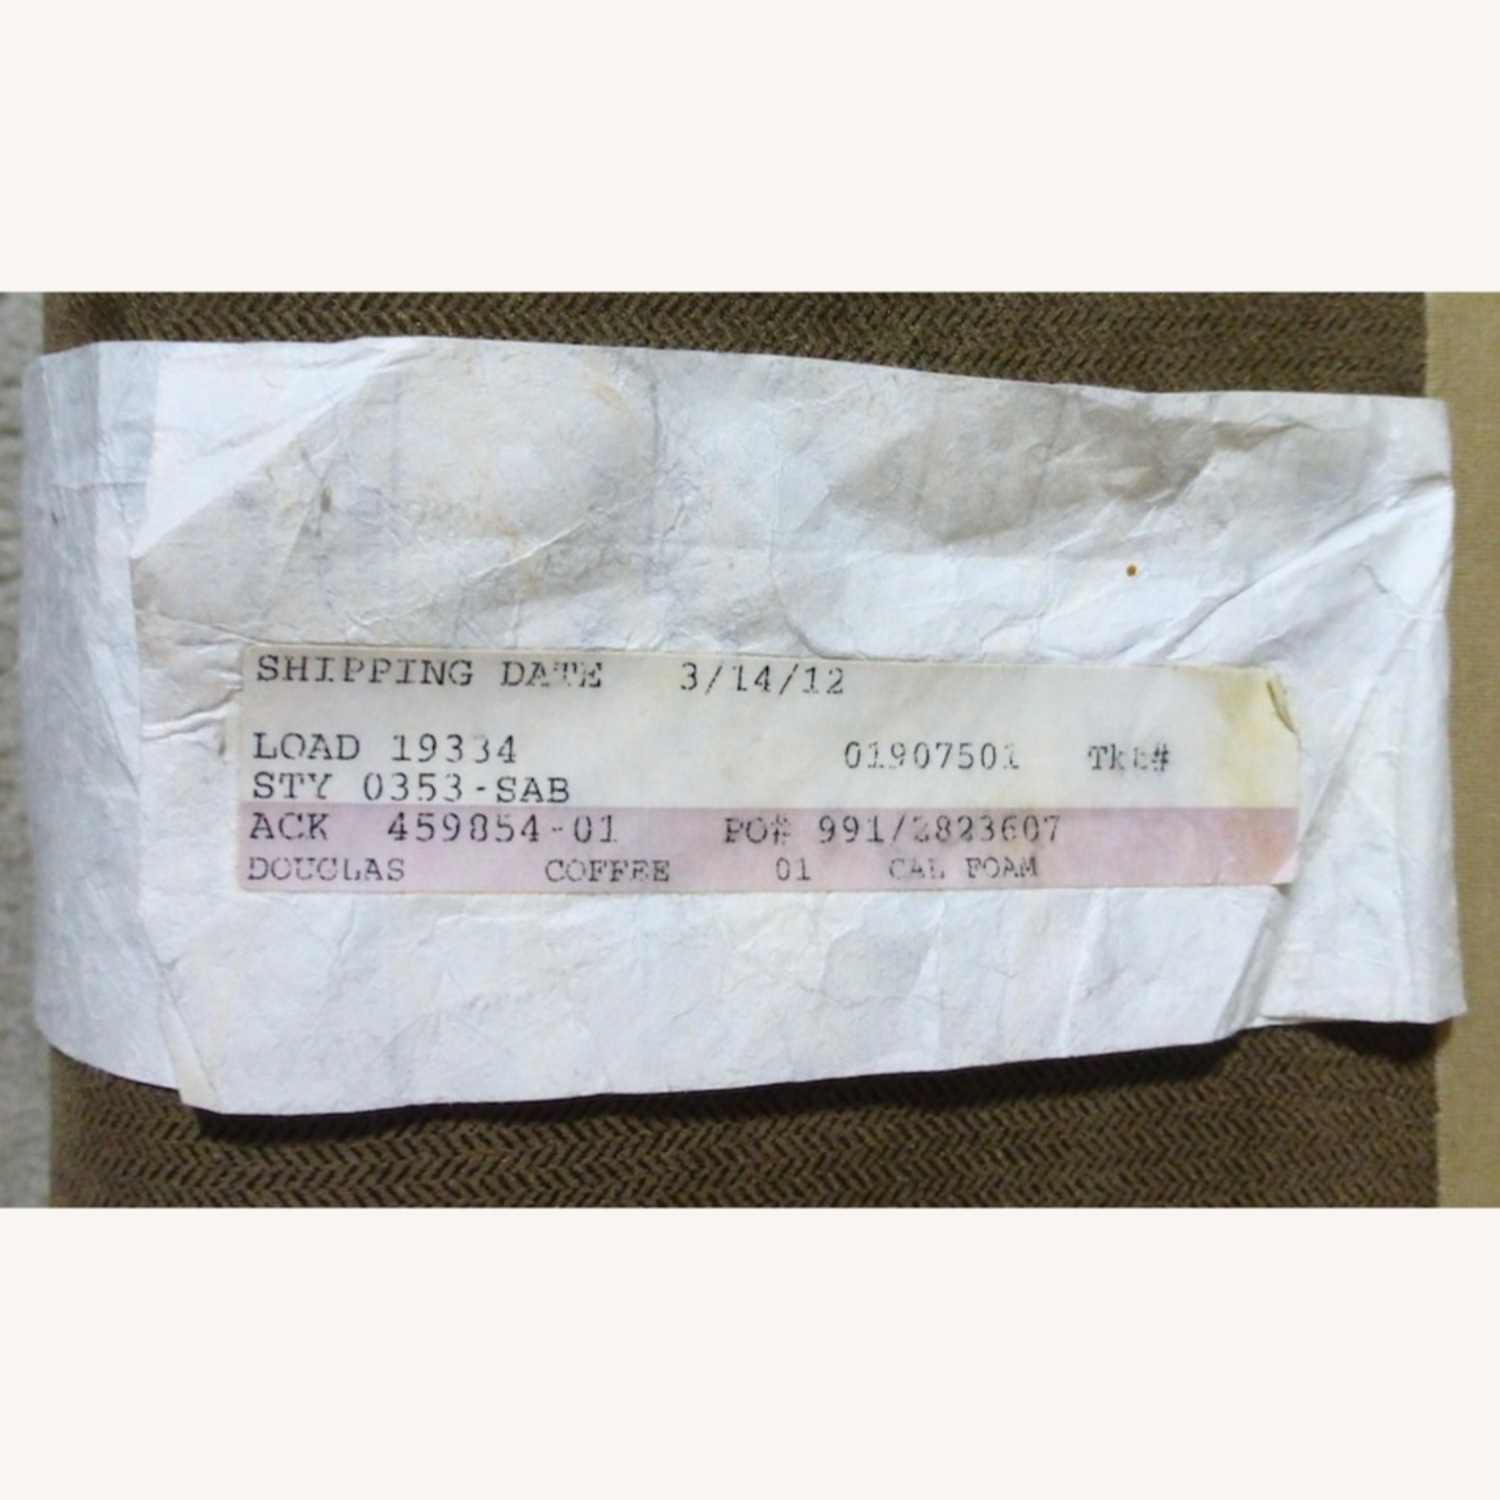 SHIPPING DATE 3/14/12
LOAD 19334 01907501 Tkt#
STY 0353-SAB
ACK 459854-01 PO# 991/2823607
DOUGLAS COFFEE 01 CAL FOAM